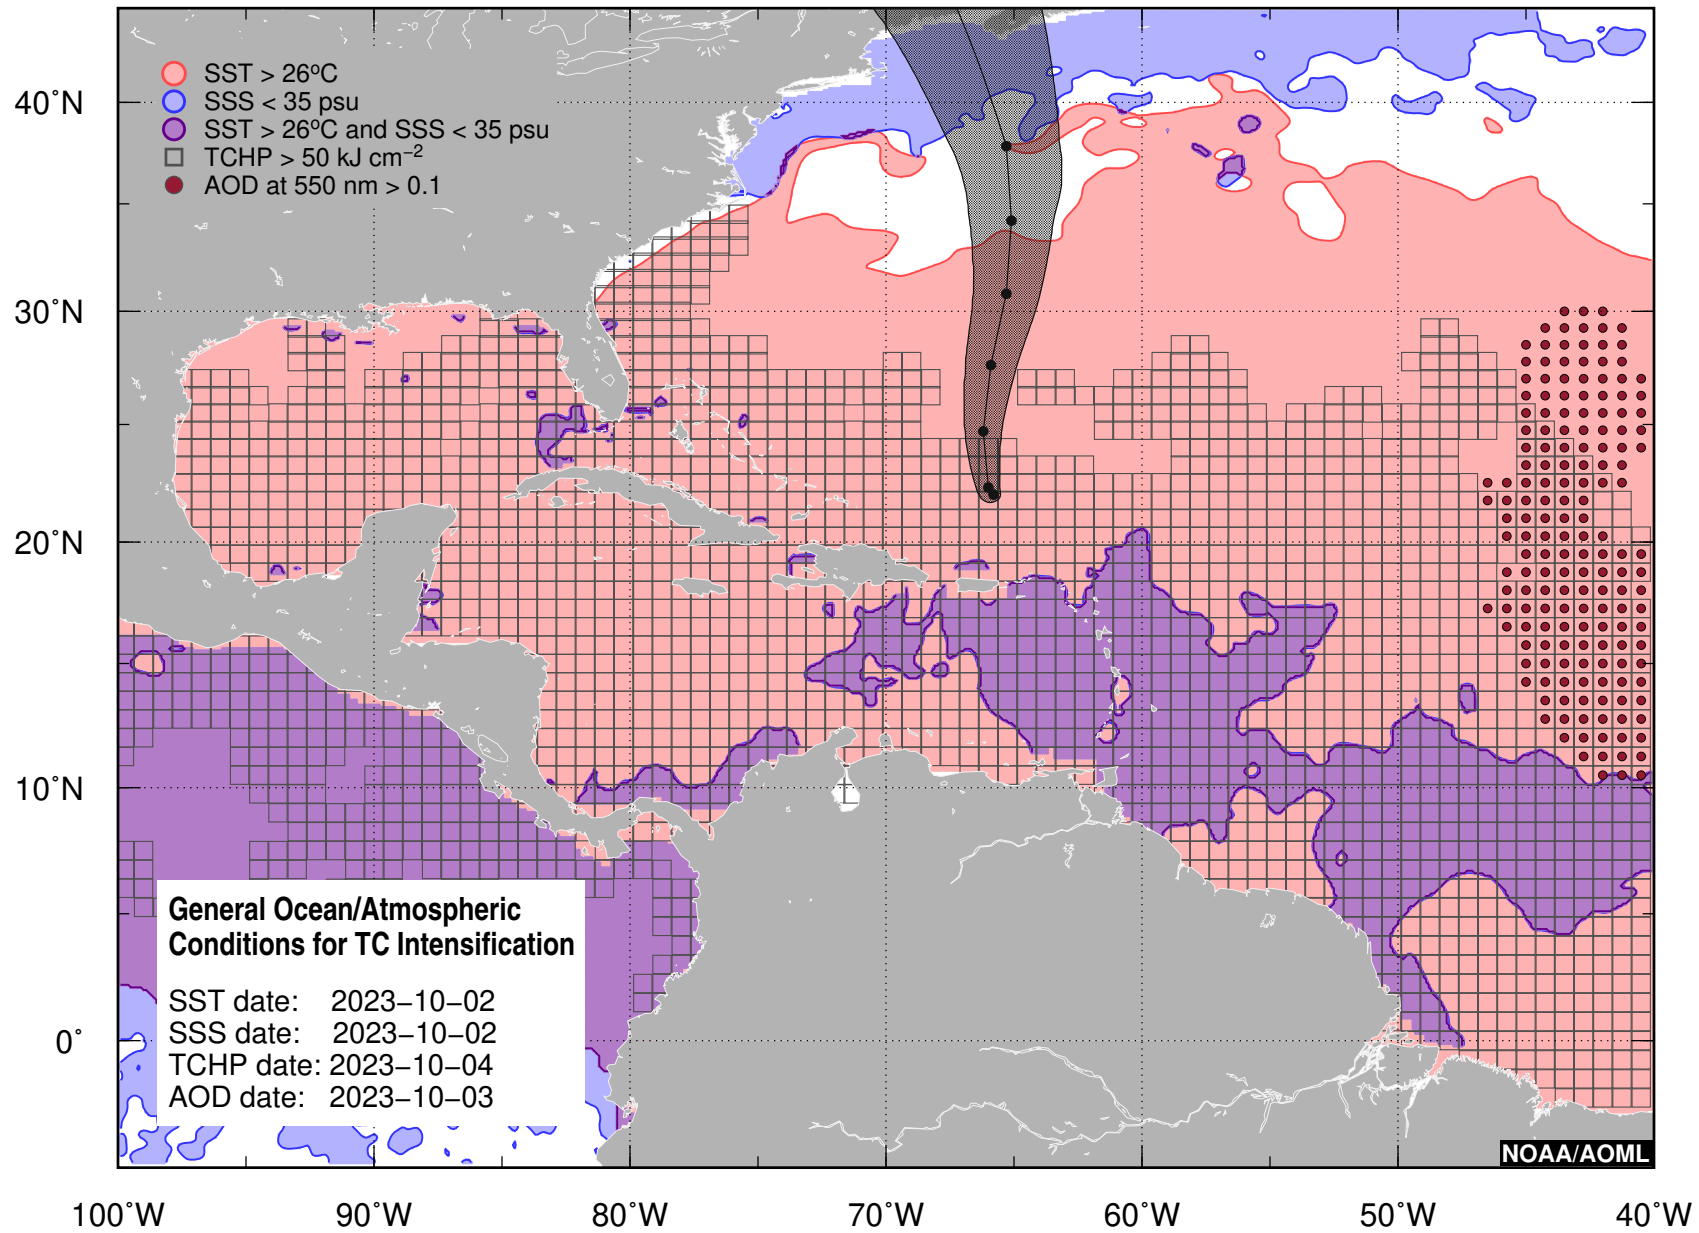 SST > 26ºC
SSS < 35 psu
SST > 26ºC and SSS < 35 psu
TCHP > 50 kJ cm−2
AOD at 550 nm > 0.1
40˚N
30˚N
20˚N
10˚N
0˚
General Ocean/Atmospheric
Conditions for TC Intensification
SST date: 2023−10−02
SSS date: 2023−10−02
TCHP date: 2023−10−04
AOD date: 2023−10−03
NOAA/AOML
100˚W 90˚W 80˚W 70˚W 60˚W 50˚W 40˚W